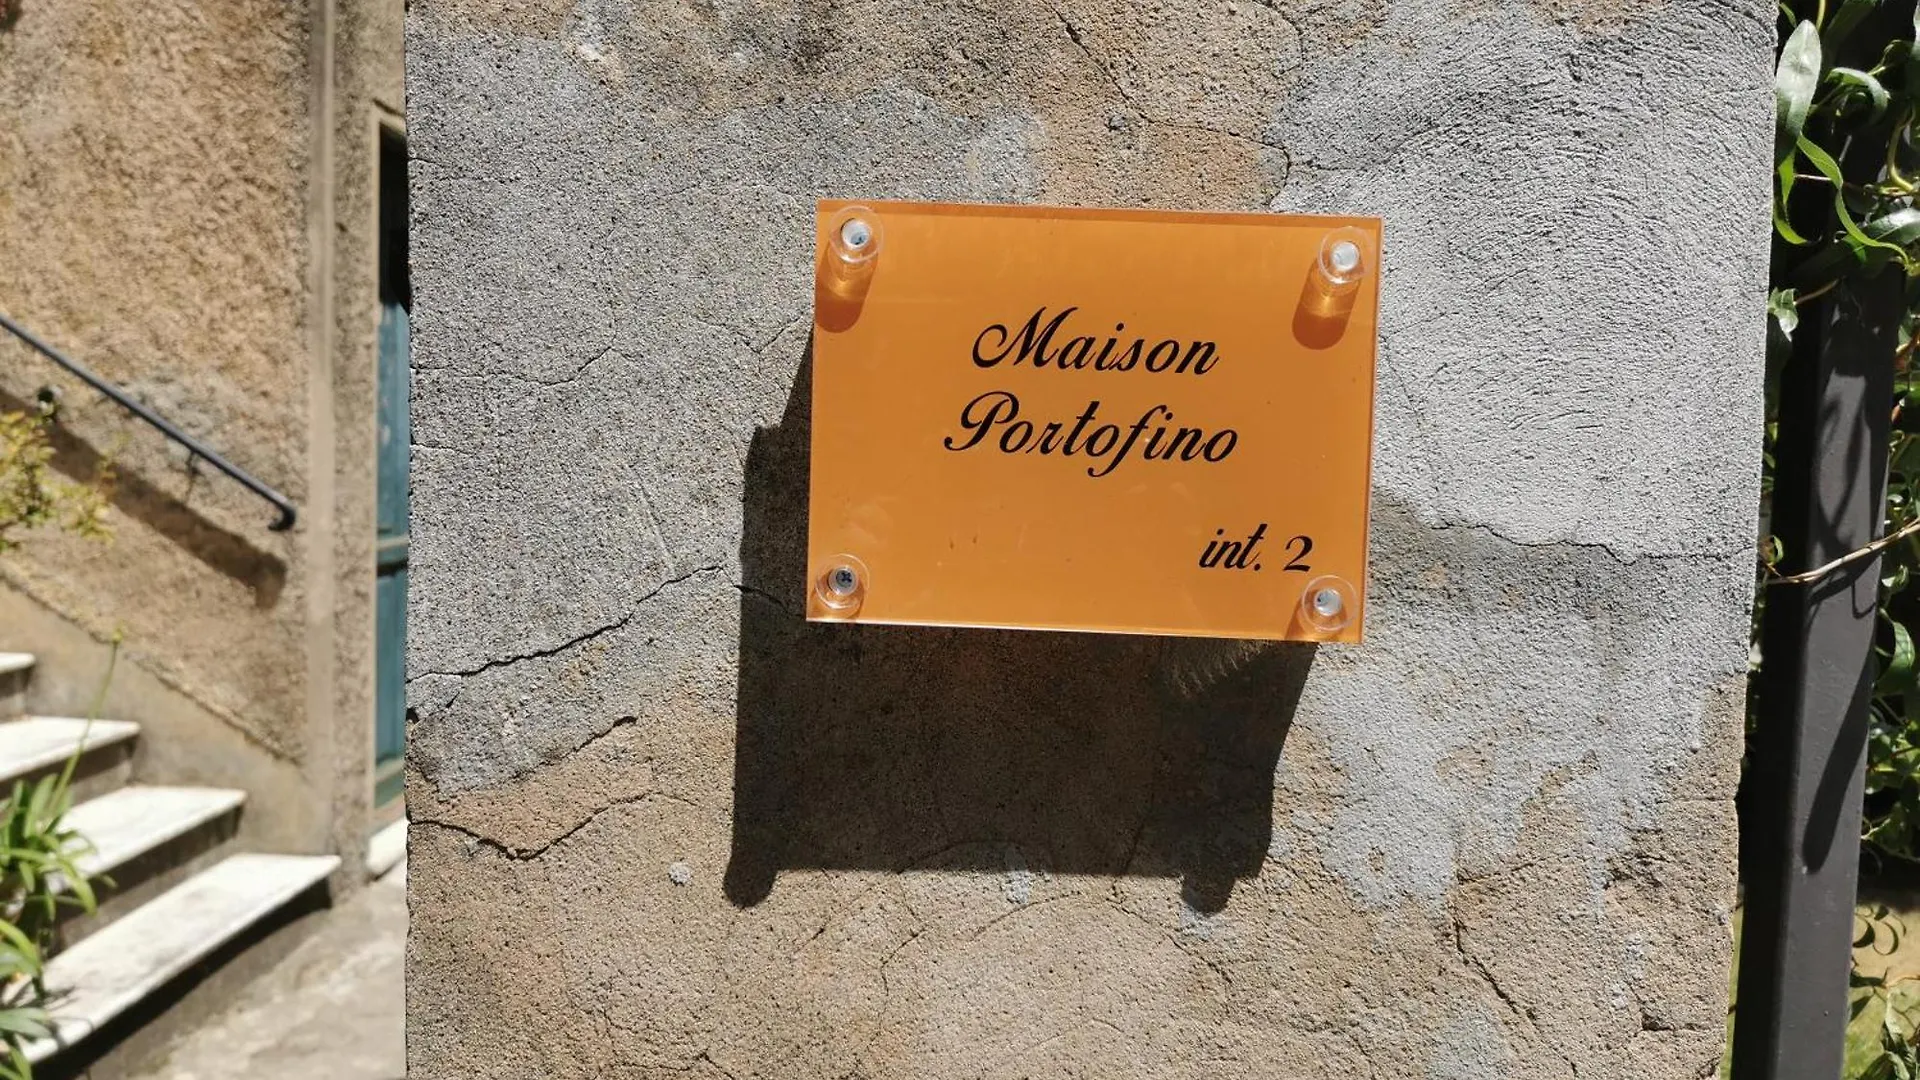 Maison
Portofino
int. 2